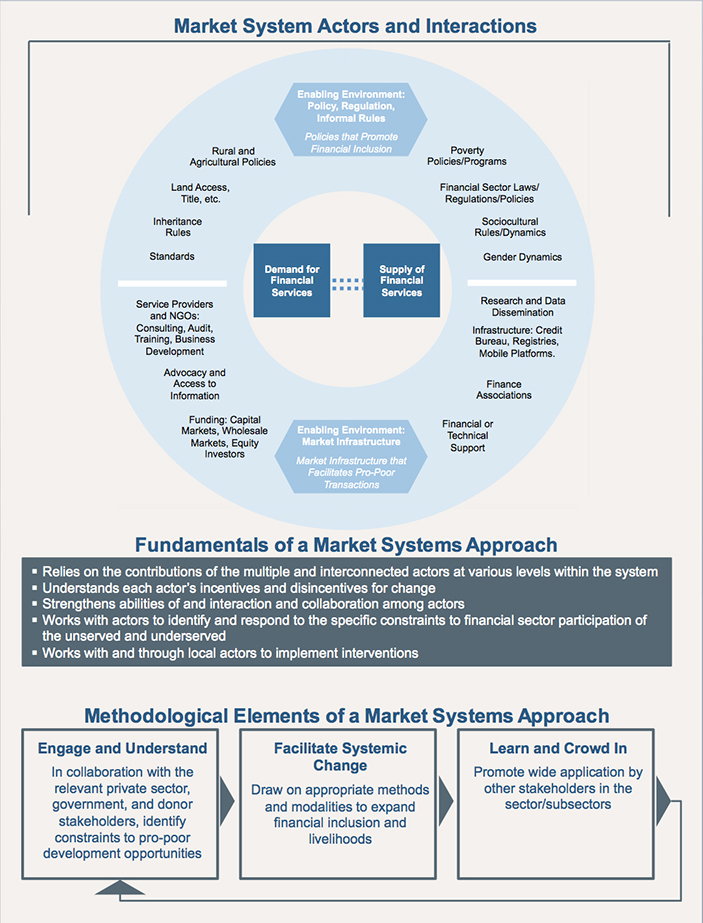 Market System Actors and Interactions
Enabling Environment:
Policy, Regulation,
Informal Rules
Policies that Promote
Financial Inclusion
Rural and
Agricultural Policies
Land Access,
Title, etc.
Inheritance
Rules
Standards
Poverty
Policies/Programs
Financial Sector Laws/
Regulations/Policies
Sociocultural
Rules/Dynamics
Gender Dynamics
Demand for
Financial
Services
Supply of
Financial
Services
Service Providers
and NGOs:
Consulting, Audit,
Training, Business
Development
Advocacy and
Access to
Information
Funding: Capital
Markets, Wholesale
Markets, Equity
Investors
Research and Data
Dissemination
Infrastructure: Credit
Bureau, Registries,
Mobile Platforms.
Finance
Associations
Financial or
Technical
Support
Enabling Environment:
Market Infrastructure
Market Infrastructure that
Facilitates Pro-Poor
Transactions
Fundamentals of a Market Systems Approach
▪ Relies on the contributions of the multiple and interconnected actors at various levels within the system
▪ Understands each actor's incentives and disincentives for change
▪ Strengthens abilities of and interaction and collaboration among actors
▪ Works with actors to identify and respond to the specific constraints to financial sector participation of
the unserved and underserved
▪ Works with and through local actors to implement interventions
Methodological Elements of a Market Systems Approach
Engage and Understand
In collaboration with the
relevant private sector,
government, and donor
stakeholders, identify
constraints to pro-poor
development opportunities
Facilitate Systemic
Change
Draw on appropriate methods
and modalities to expand
financial inclusion and
livelihoods
Learn and Crowd In
Promote wide application by
other stakeholders in the
sector/subsectors